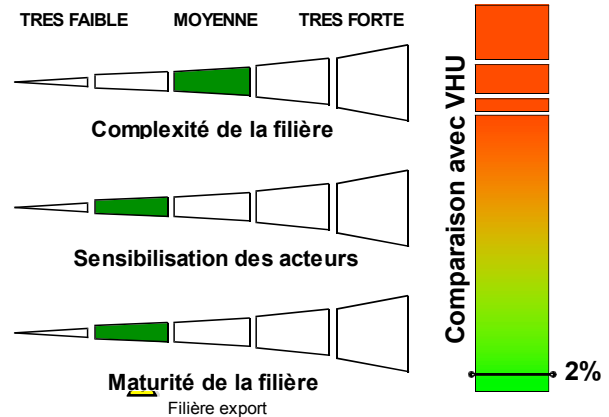 TRES FAIBLE MOYENNE TRES FORTE
Complexité de la filière
Sensibilisation des acteurs
Maturité de la filière
Filière export
Comparaison avec VHU
2%